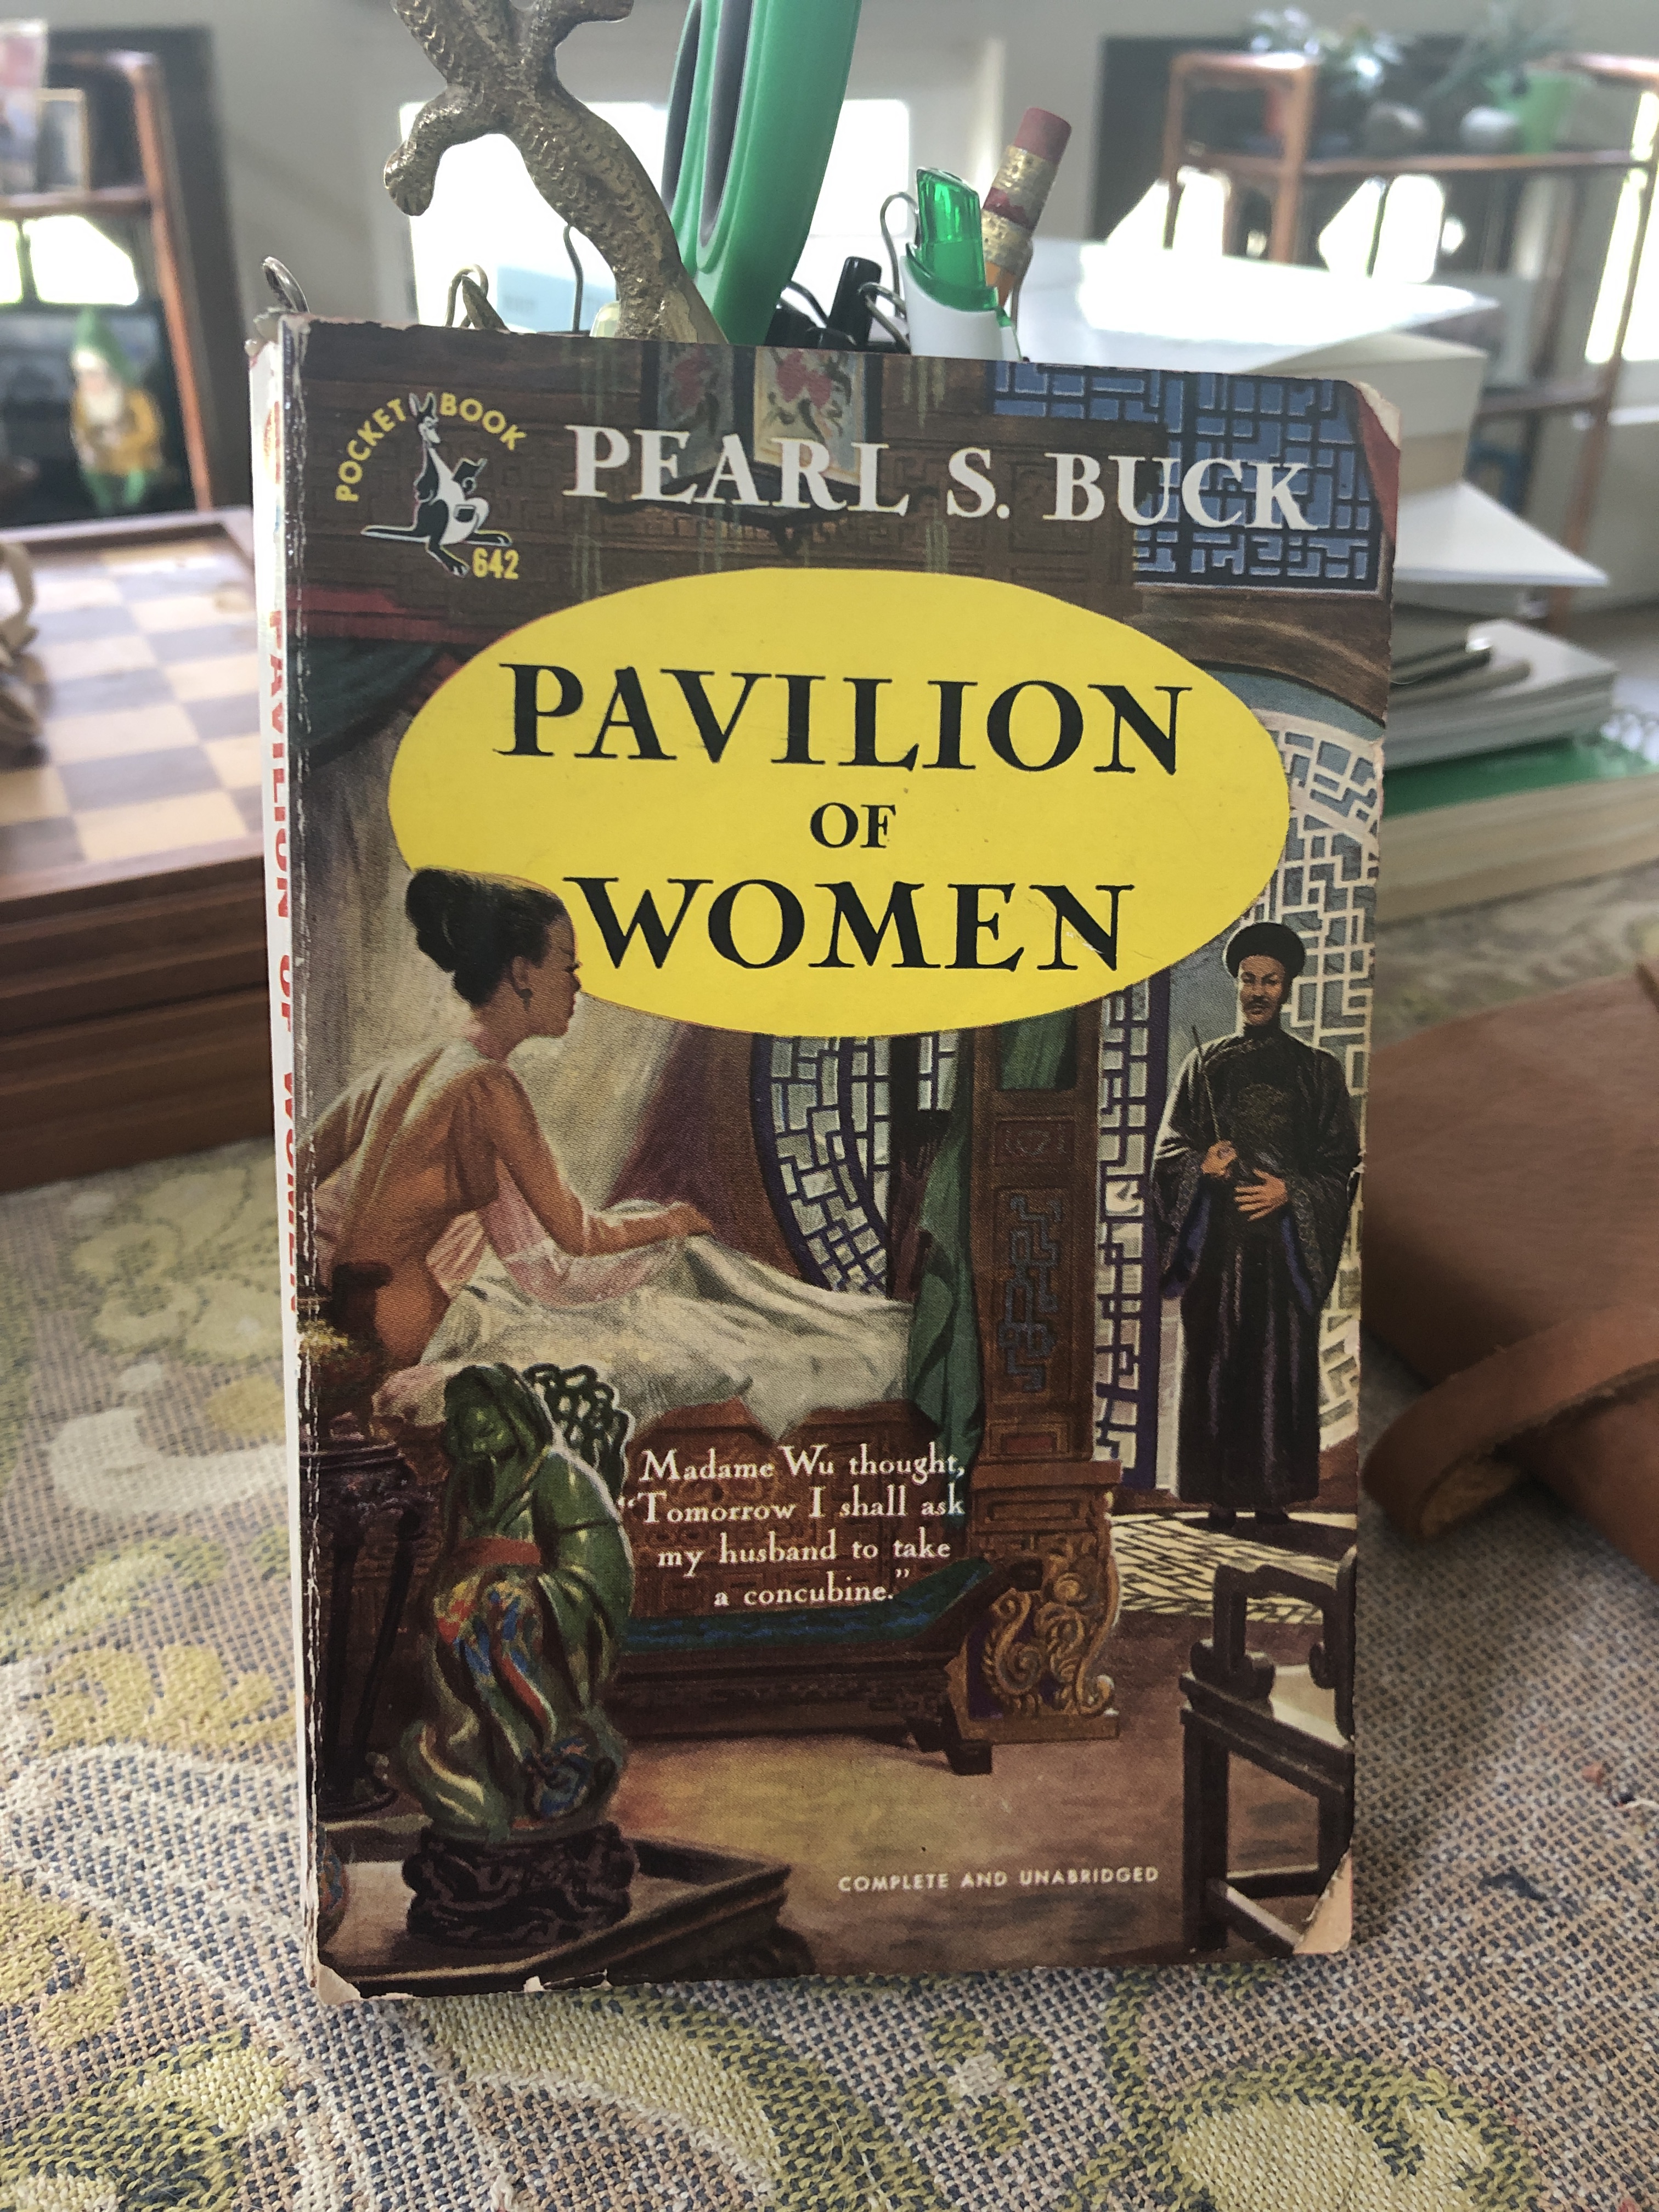 POCKET BOOK
642
PEARL S. BUCK
PAVILION
OF
WOMEN
Madame Wu thought,
"Tomorrow I shall ask
my husband to take
a concubine."
COMPLETE AND UNABRIDGED
PAVILION OF WOMEN